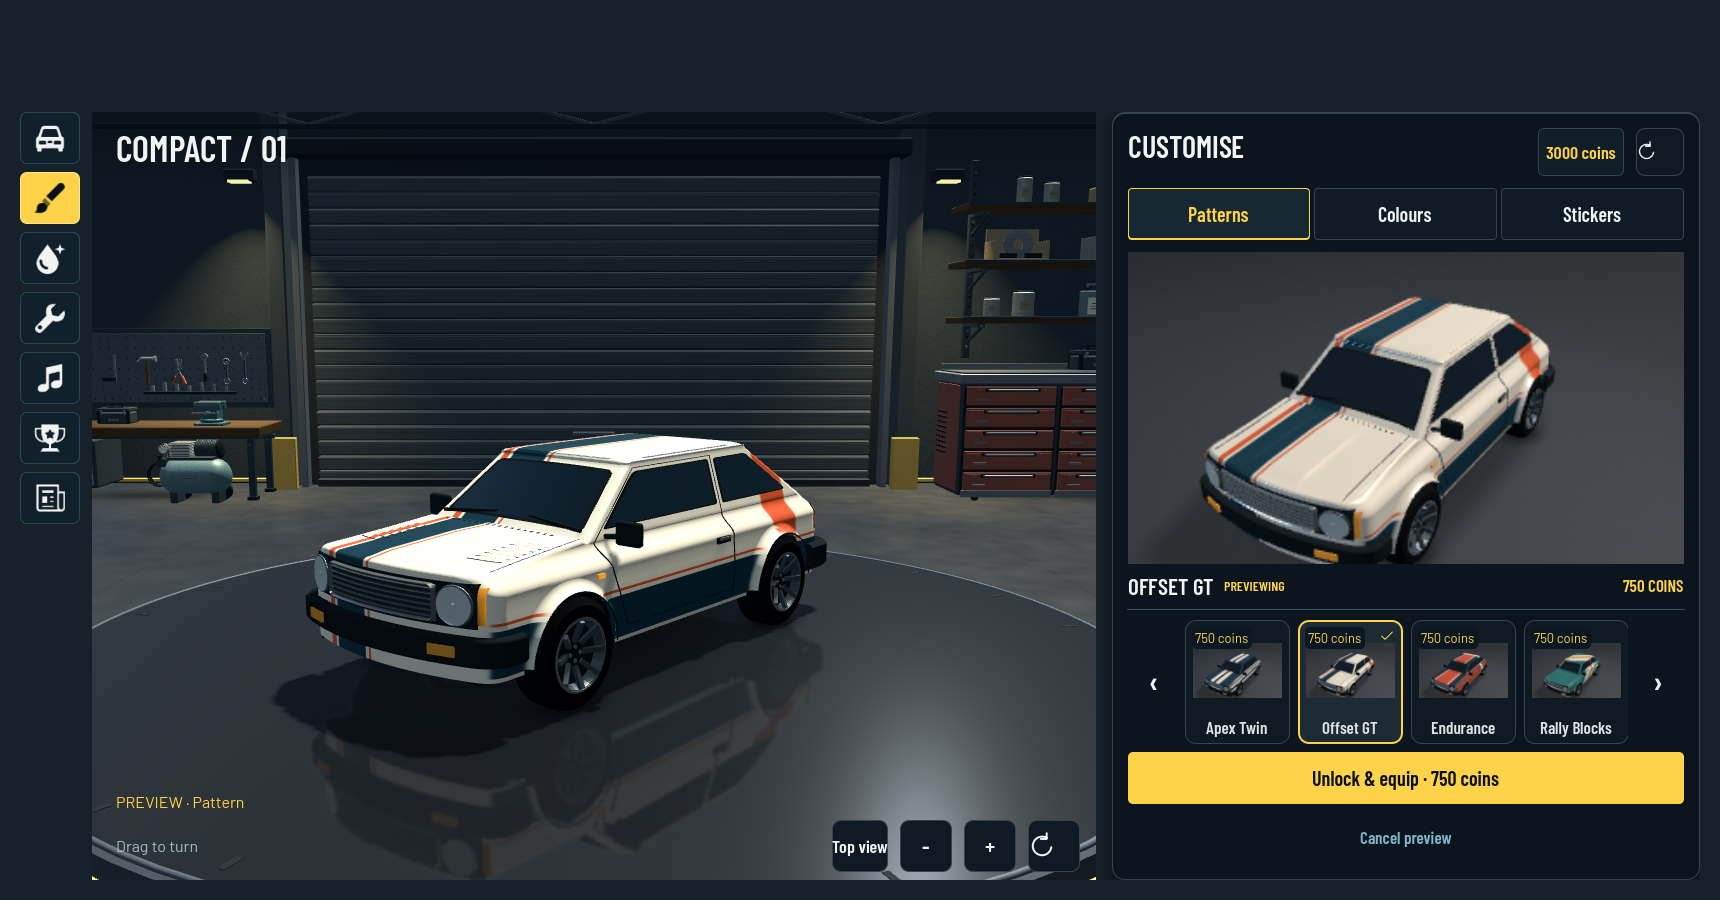 COMPACT / 01
CUSTOMISE
3000 coins
Patterns
Colours
Stickers
OFFSET GT
PREVIEWING
750 COINS
750 coins
750 coins
750 coins
750 coins
Apex Twin
Offset GT
Endurance
Rally Blocks
Unlock & equip · 750 coins
Cancel preview
PREVIEW · Pattern
Drag to turn
Top view
-
+